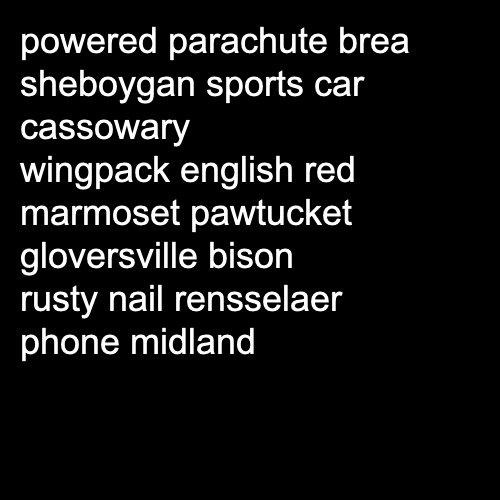 powered parachute brea
sheboygan sports car
cassowary
wingpack english red
marmoset pawtucket
gloversville bison
rusty nail rensselaer
phone midland